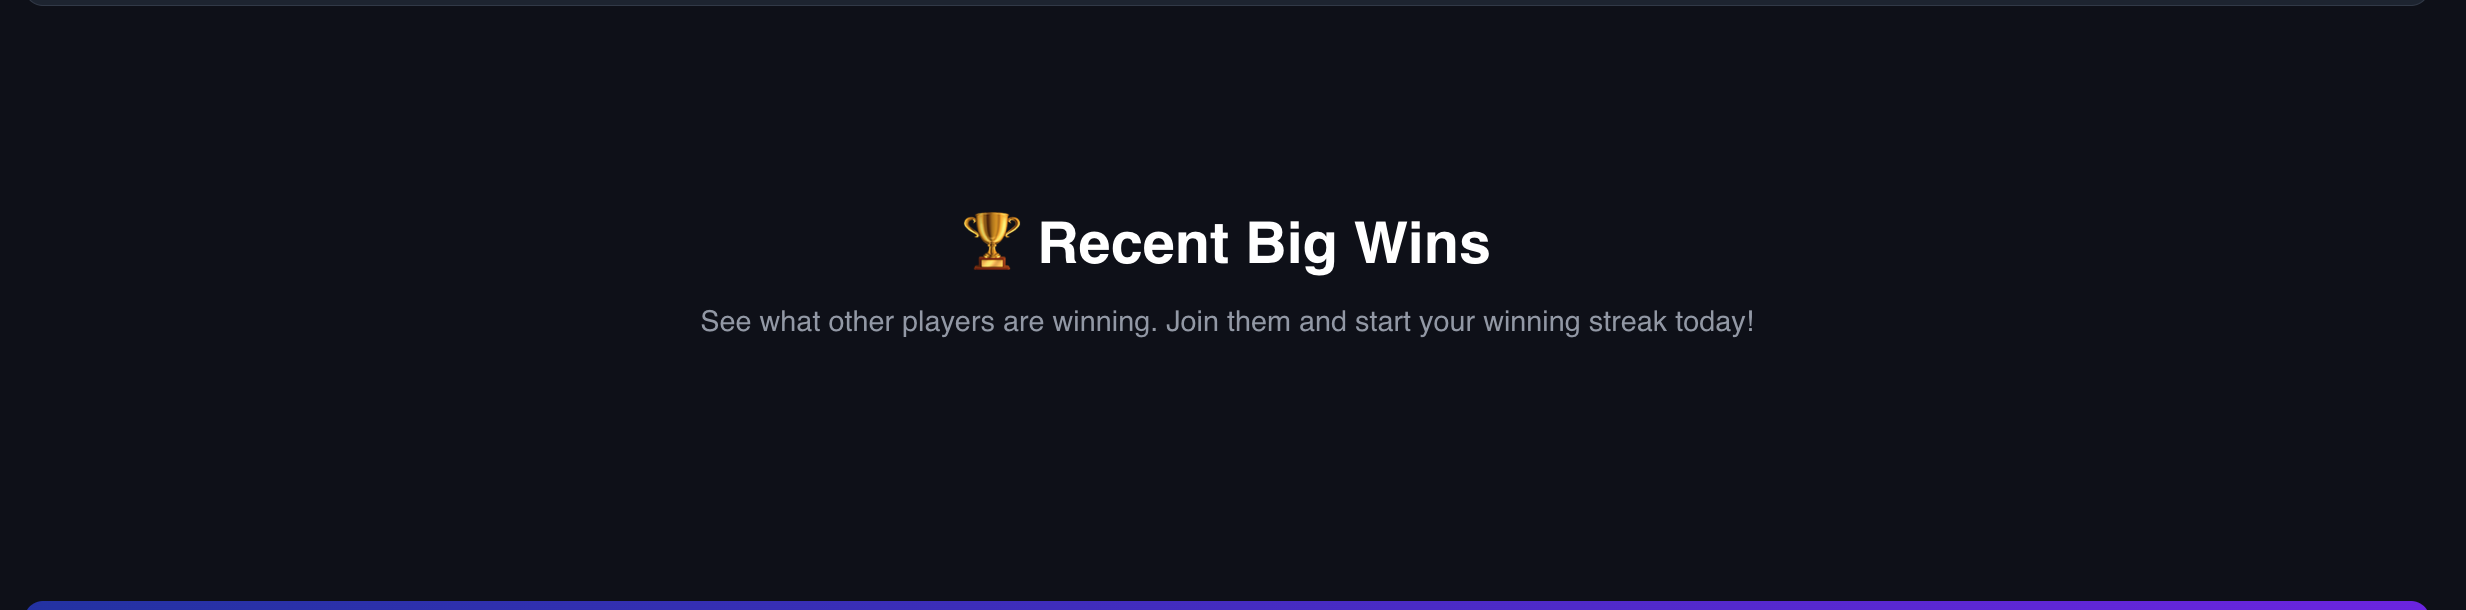 🏆 Recent Big Wins
See what other players are winning. Join them and start your winning streak today!